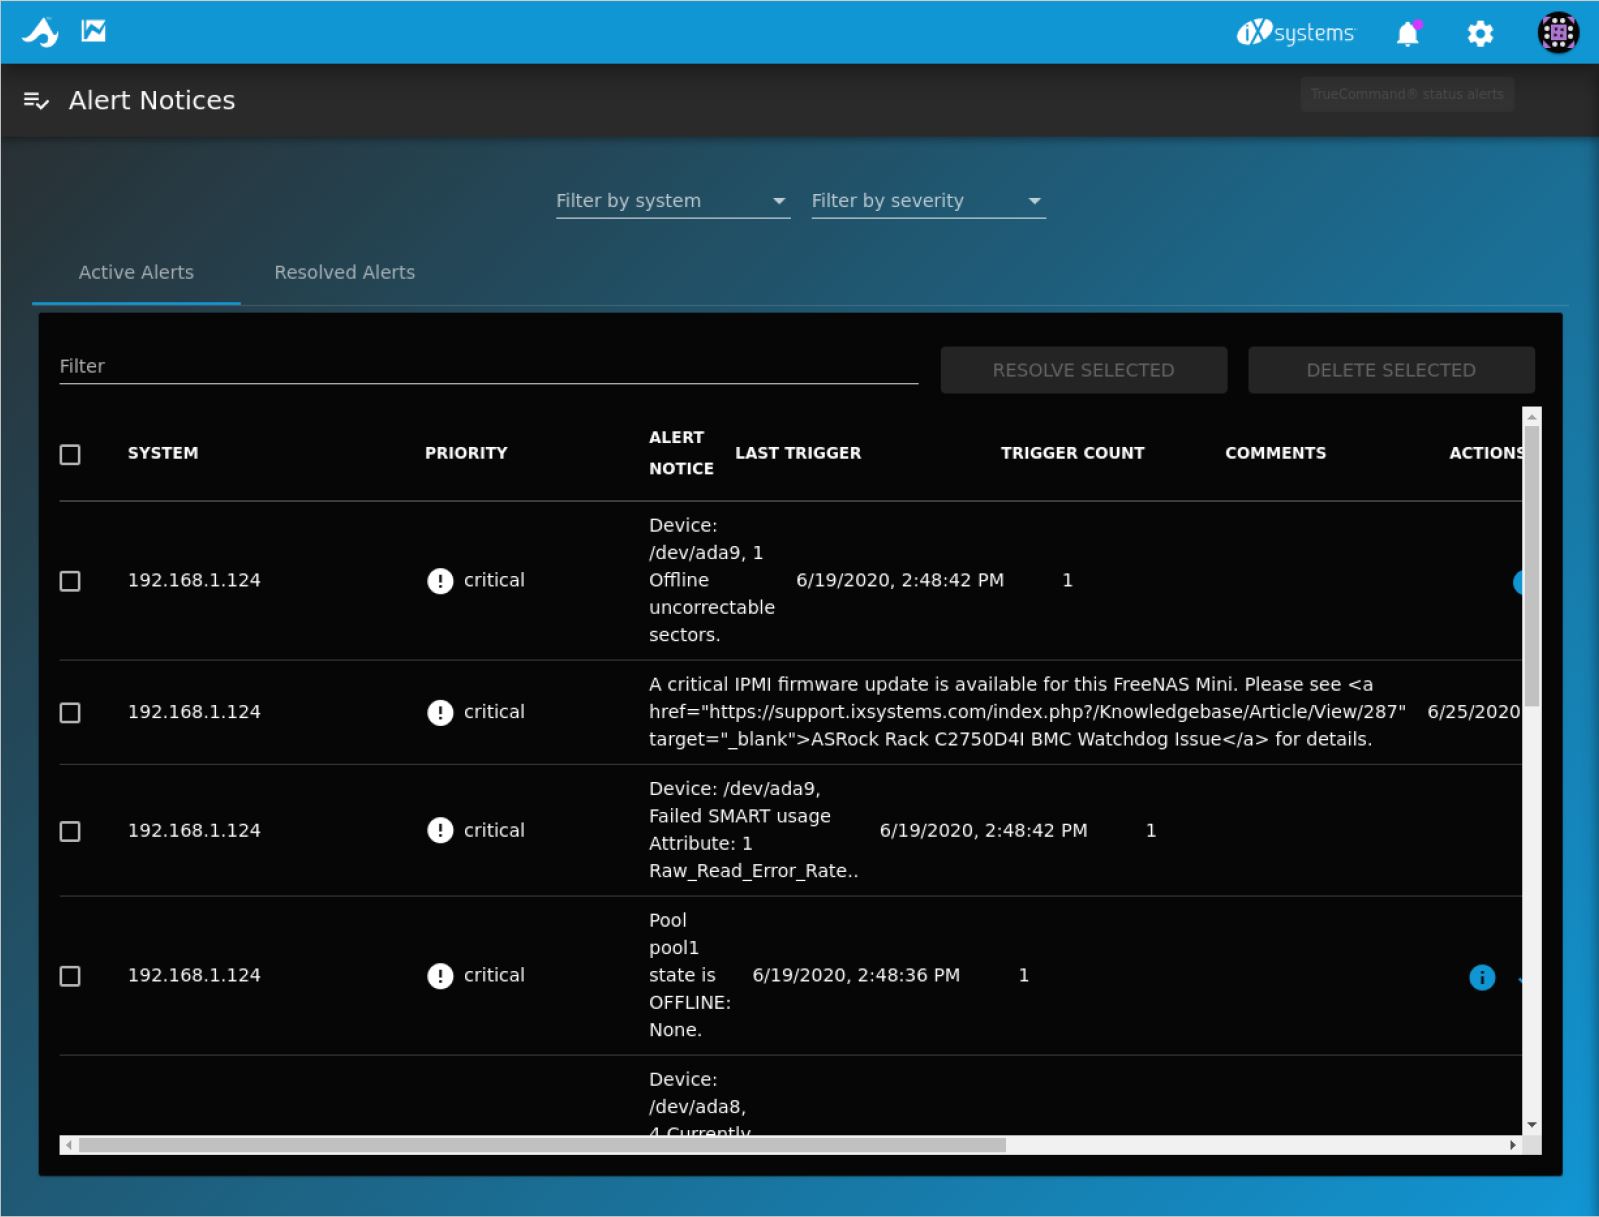 iXsystems
Alert Notices
TrueCommand® status alerts
Filter by system
Filter by severity
Active Alerts
Resolved Alerts
Filter
RESOLVE SELECTED
DELETE SELECTED
SYSTEM
PRIORITY
ALERT
NOTICE
LAST TRIGGER
TRIGGER COUNT
COMMENTS
ACTIONS
192.168.1.124
critical
Device:
/dev/ada9, 1
Offline
uncorrectable
sectors.
6/19/2020, 2:48:42 PM
1
192.168.1.124
critical
A critical IPMI firmware update is available for this FreeNAS Mini. Please see <a
href="https://support.ixsystems.com/index.php?/Knowledgebase/Article/View/287"
target="_blank">ASRock Rack C2750D4I BMC Watchdog Issue</a> for details.
6/25/2020
192.168.1.124
critical
Device: /dev/ada9,
Failed SMART usage
Attribute: 1
Raw_Read_Error_Rate..
6/19/2020, 2:48:42 PM
1
192.168.1.124
critical
Pool
pool1
state is
OFFLINE:
None.
6/19/2020, 2:48:36 PM
1
Device:
/dev/ada8,
4 Currently